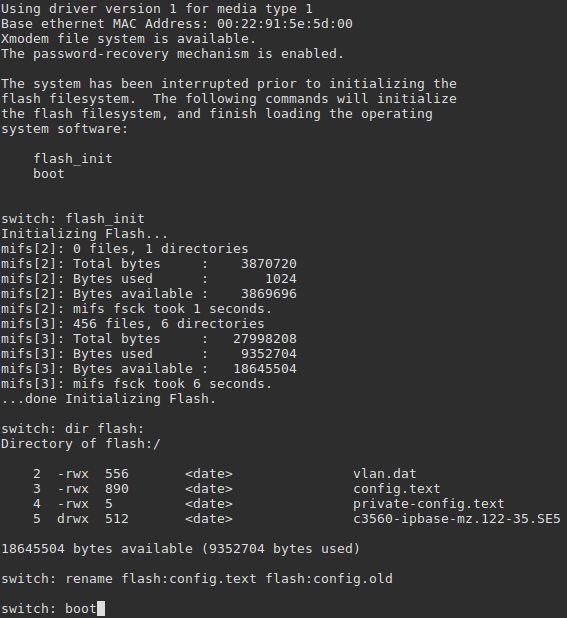 Using driver version 1 for media type 1
Base ethernet MAC Address: 00:22:91:5e:5d:00
Xmodem file system is available.
The password-recovery mechanism is enabled.
The system has been interrupted prior to initializing the
flash filesystem.  The following commands will initialize
the flash filesystem, and finish loading the operating
system software:
    flash_init
    boot
switch: flash_init
Initializing Flash...
mifs[2]: 0 files, 1 directories
mifs[2]: Total bytes     :    3870720
mifs[2]: Bytes used      :       1024
mifs[2]: Bytes available :    3869696
mifs[2]: mifs fsck took 1 seconds.
mifs[3]: 456 files, 6 directories
mifs[3]: Total bytes     :   27998208
mifs[3]: Bytes used      :    9352704
mifs[3]: Bytes available :   18645504
mifs[3]: mifs fsck took 6 seconds.
...done Initializing Flash.
switch: dir flash:
Directory of flash:/
    2  -rwx  556       <date>               vlan.dat
    3  -rwx  890       <date>               config.text
    4  -rwx  5         <date>               private-config.text
    5  drwx  512       <date>               c3560-ipbase-mz.122-35.SE5
18645504 bytes available (9352704 bytes used)
switch: rename flash:config.text flash:config.old
switch: boot